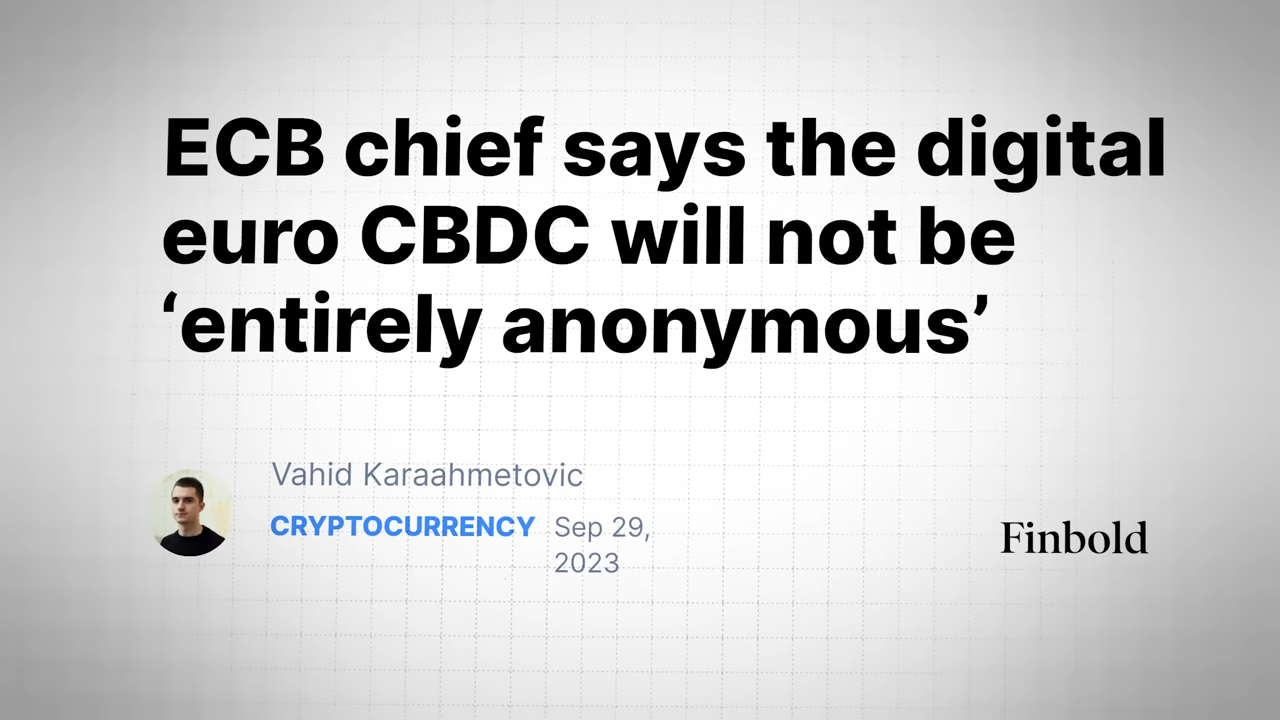 ECB chief says the digital
euro CBDC will not be
‘entirely anonymous’
Vahid Karaahmetovic
CRYPTOCURRENCY Sep 29,
2023
Finbold